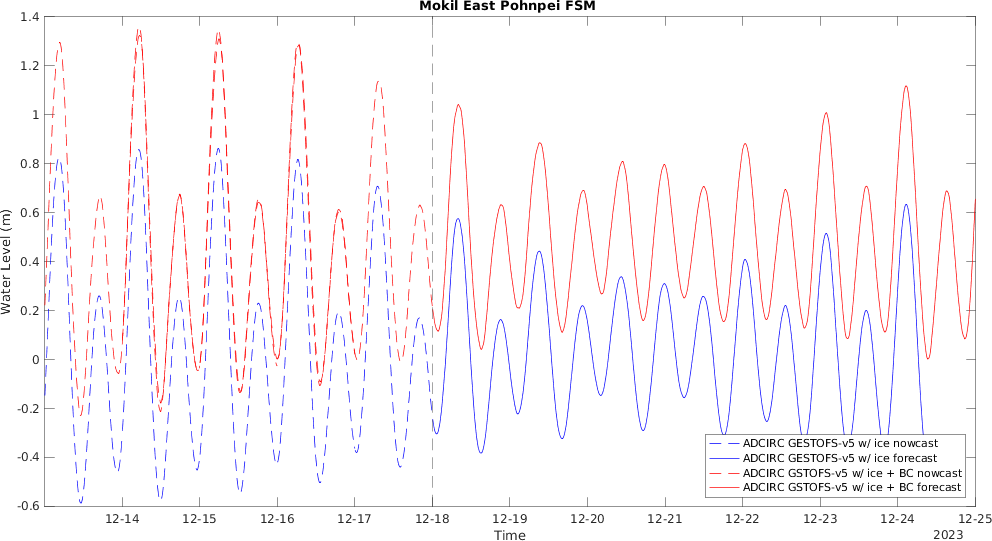 Mokil East Pohnpei FSM
1.4
1.2
1
0.8
0.6
0.4
0.2
0
-0.2
-0.4
-0.6
Water Level (m)
ADCIRC GESTOFS-v5 w/ ice nowcast
ADCIRC GESTOFS-v5 w/ ice forecast
ADCIRC GSTOFS-v5 w/ ice + BC nowcast
ADCIRC GSTOFS-v5 w/ ice + BC forecast
12-14 12-15 12-16 12-17 12-18 12-19 12-20 12-21 12-22 12-23 12-24 12-25
Time
2023